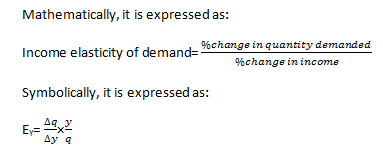 Mathematically, it is expressed as:
Income elasticity of demand= %change in quantity demanded / %change in income
Symbolically, it is expressed as:
Ey= Δq/Δy x y/q